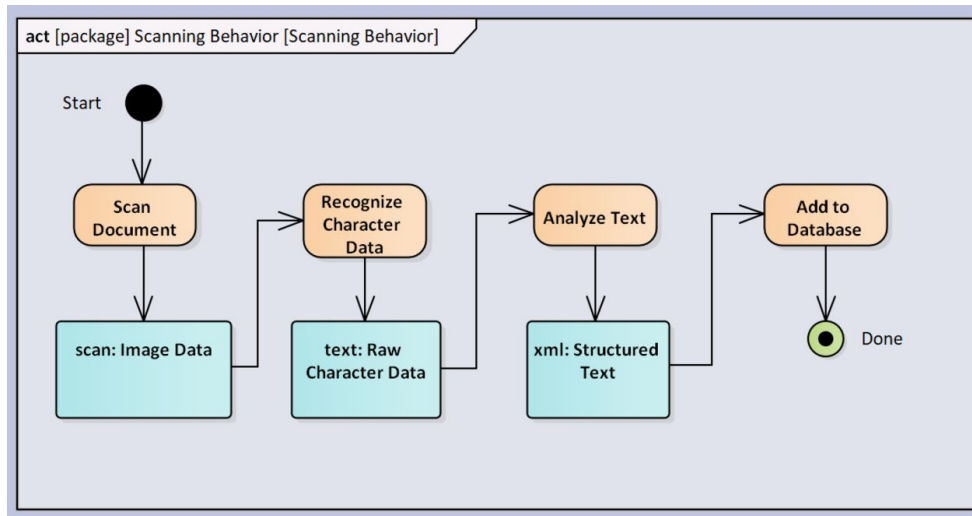 act [package] Scanning Behavior [Scanning Behavior]
Start
Scan
Document
Recognize
Character
Data
Analyze Text
Add to
Database
scan: Image Data
text: Raw
Character Data
xml: Structured
Text
Done